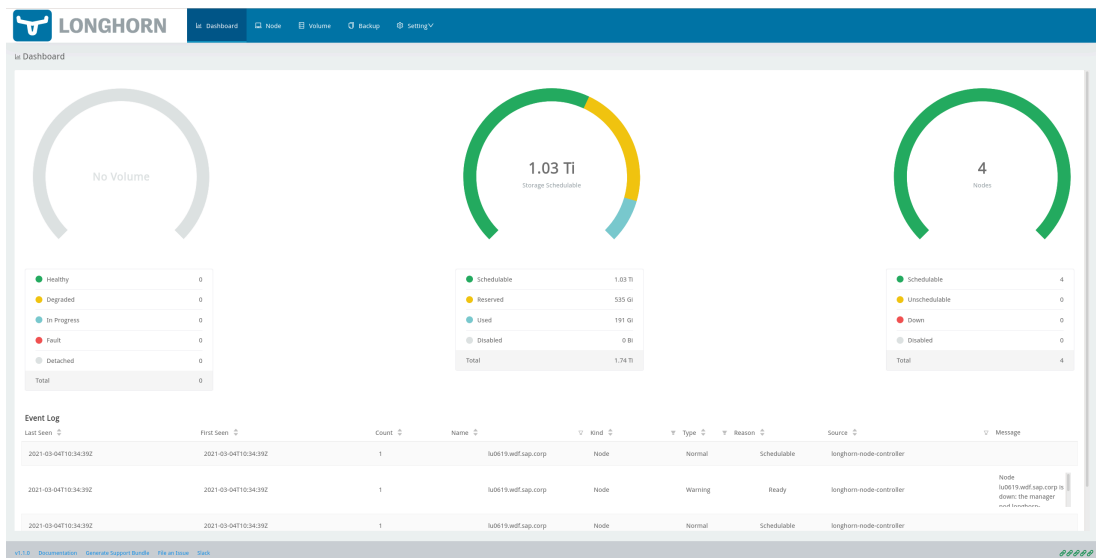 LONGHORN
Dashboard Node Volume Backup Setting
Dashboard
No Volume
1.03 Ti
Storage Schedulable
4
Nodes
Healthy 0
Degraded 0
In Progress 0
Fault 0
Detached 0
Total 0
Schedulable 1.03 Ti
Reserved 535 Gi
Used 191 Gi
Disabled 0 Bi
Total 1.74 Ti
Schedulable 4
Unschedulable 0
Down 0
Disabled 0
Total 4
Event Log
Last Seen First Seen Count Name Kind Type Reason Source Message
2021-03-04T10:34:39Z 2021-03-04T10:34:39Z 1 lu0619.wdf.sap.corp Node Normal Schedulable longhorn-node-controller
2021-03-04T10:34:39Z 2021-03-04T10:34:39Z 1 lu0619.wdf.sap.corp Node Warning Ready longhorn-node-controller
Node
lu0619.wdf.sap.corp is
down: the manager
pod longhorn-
2021-03-04T10:34:39Z 2021-03-04T10:34:39Z 1 lu0619.wdf.sap.corp Node Normal Schedulable longhorn-node-controller
v1.1.0 Documentation Generate Support Bundle File an Issue Slack